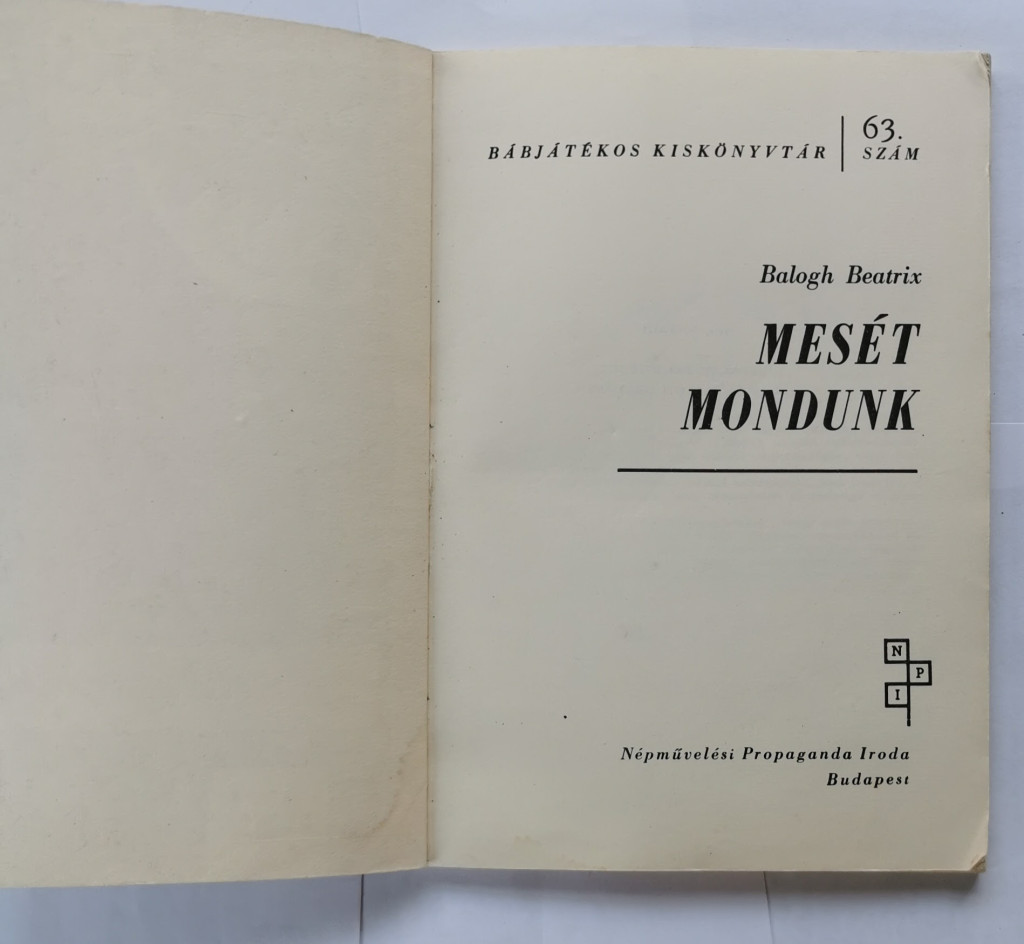 BÁBJÁTÉKOS KISKÖNYVTÁR
63.
SZÁM
Balogh Beatrix
MESÉT
MONDUNK
N
P
I
Népművelési Propaganda Iroda
Budapest